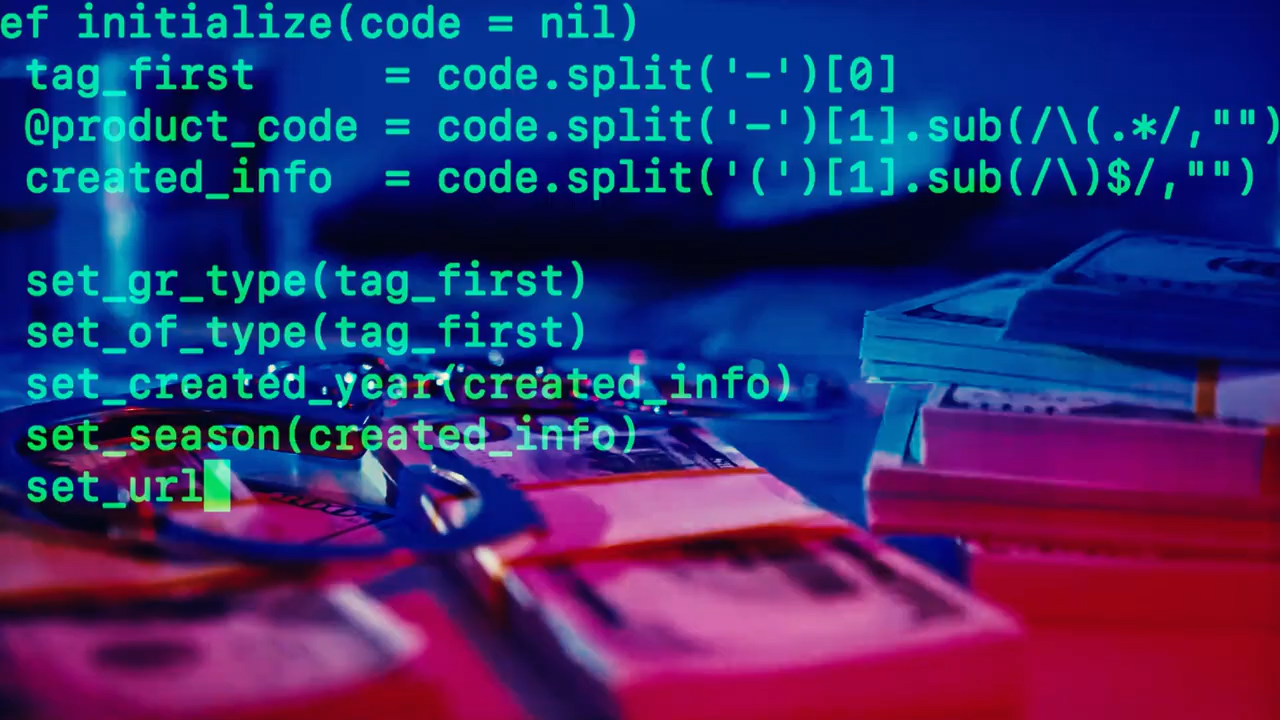 ef initialize(code = nil)
tag_first = code.split('-')[0]
@product_code = code.split('-')[1].sub(/\(.*/,"")
created_info = code.split('(')[1].sub(/\)$/,"")
set_gr_type(tag_first)
set_of_type(tag_first)
set_created_year(created_info)
set_season(created_info)
set_url